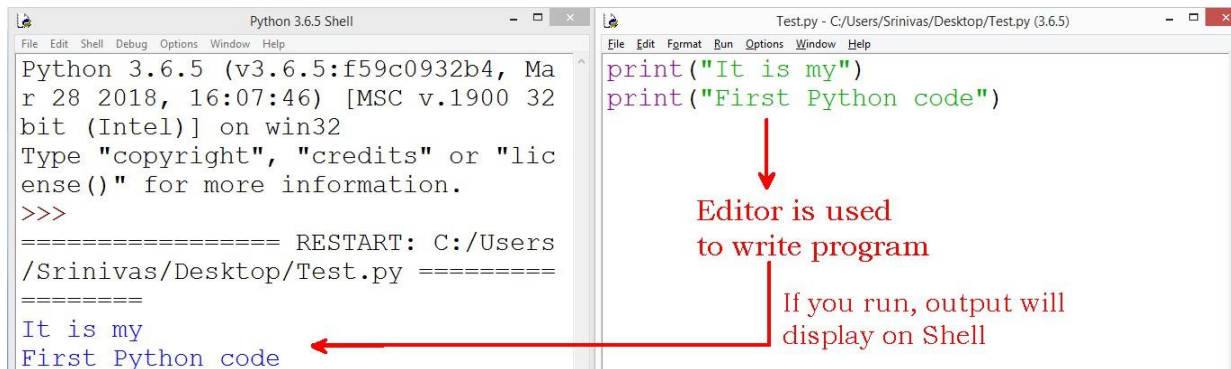 Python 3.6.5 Shell
File Edit Shell Debug Options Window Help
Python 3.6.5 (v3.6.5:f59c0932b4, Ma
r 28 2018, 16:07:46) [MSC v.1900 32
bit (Intel)] on win32
Type "copyright", "credits" or "lic
ense()" for more information.
>>>
================= RESTART: C:/Users
/Srinivas/Desktop/Test.py =========
========
It is my
First Python code
Test.py - C:/Users/Srinivas/Desktop/Test.py (3.6.5)
File Edit Format Run Options Window Help
print("It is my")
print("First Python code")
Editor is used
to write program
If you run, output will
display on Shell